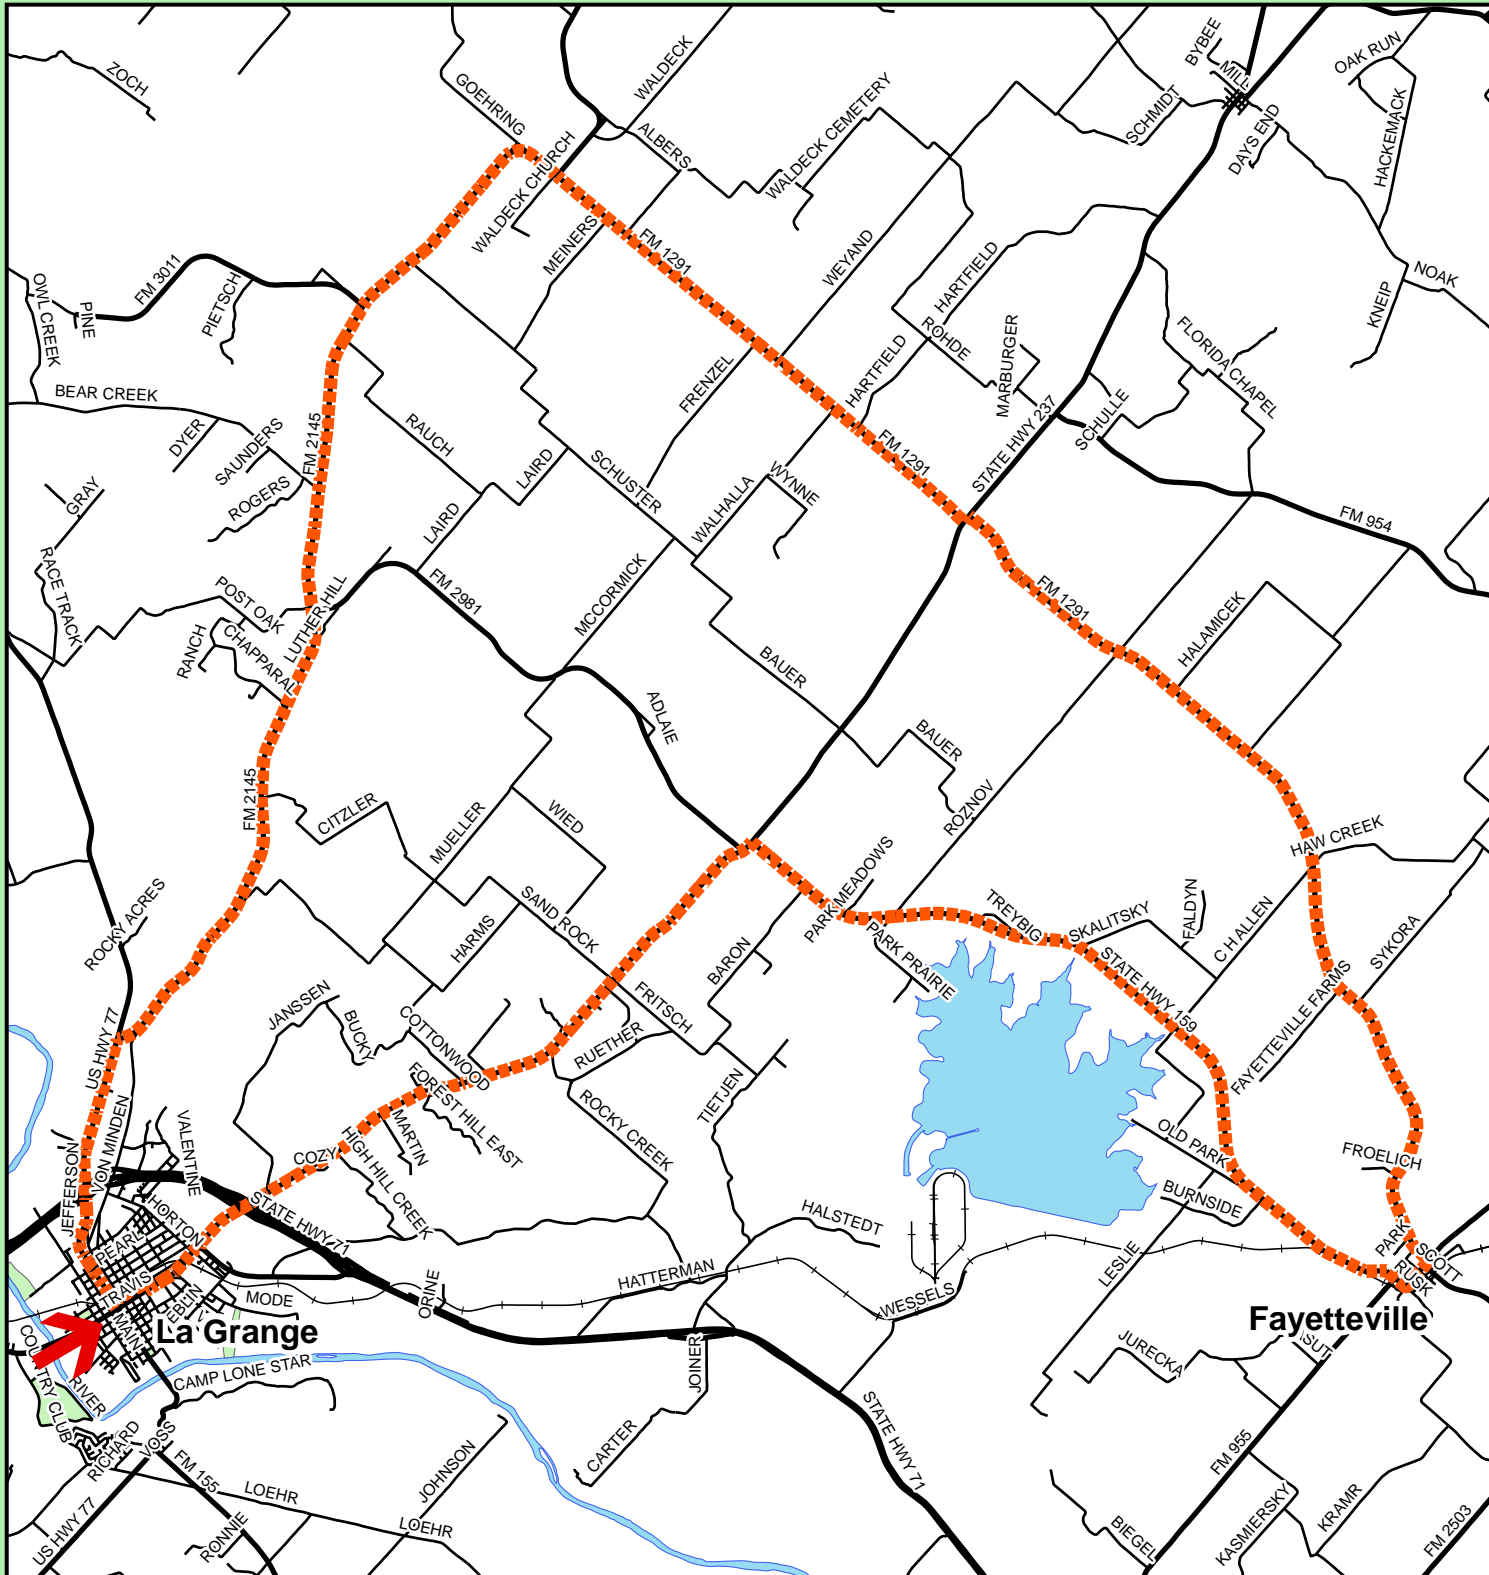 ZOCH
GOEHRING
WALDECK
BYBEE
OAK RUN
MILL
HACKEMACK
SCHMIDT
DAYS END
ALBERS
WALDECK CEMETERY
WALDECK CHURCH
MEINERS
FM 1291
WEYAND
HARTFIELD
NOAK
KNEIP
FM 3011
OWL CREEK
PINE
PIETSCH
ROHDE
MARBURGER
FLORIDA CHAPEL
BEAR CREEK
FRENZEL
HARTFIELD
DYER
SAUNDERS
FM 2145
RAUCH
STATE HWY 237
SCHULLE
FM 1291
LAIRD
SCHUSTER
WYNNE
WALHALLA
ROGERS
GRAY
LAIRD
FM 954
RACE TRACK
POST OAK
LUTHER HILL
FM 2981
MCCORMICK
FM 1291
HALAMICEK
RANCH
CHAPPARAL
BAUER
ADLAIE
BAUER
FM 2145
CITZLER
MUELLER
WIED
ROZNOV
HAW CREEK
PARK MEADOWS
ROCKY ACRES
HARMS
SAND ROCK
TREYBIG
SKALITSKY
FALDYN
C H ALLEN
SYKORA
BARON
PARK PRAIRIE
STATE HWY 159
FAYETTEVILLE FARMS
JANSSEN
BUCKY
COTTONWOOD
FRITSCH
RUETHER
US HWY 77
FOREST HILL EAST
TIETJEN
ROCKY CREEK
OLD PARK
VON MINDEN
VALENTINE
JEFFERSON
COZY
HIGH HILL CREEK
MARTIN
FROELICH
BURNSIDE
HORTON
PEARL
STATE HWY 71
HALSTEDT
LESLIE
PARK
SCOTT
RUSK
HATTERMAN
TRAVIS
MODE
ORINE
WESSELS
MAIN
La Grange
Fayetteville
COUNTRY CLUB
RIVER
CAMP LONE STAR
JOINER
JURECKA
STATE HWY 71
RICHARD
VOSS
FM 155
CARTER
JOHNSON
FM 955
LOEHR
LOEHR
US HWY 77
RONNIE
BIEGEL
KASMIERSKY
KRAMR
FM 2503